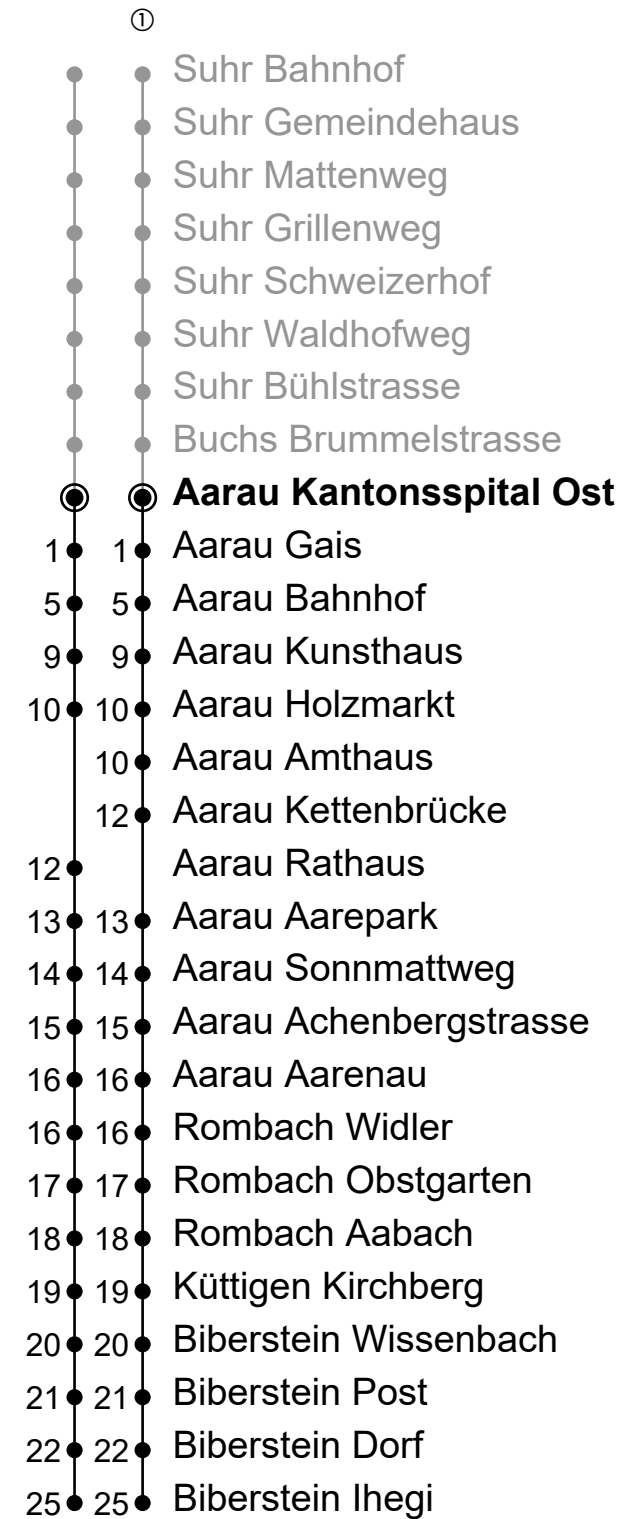 ①
Suhr Bahnhof
Suhr Gemeindehaus
Suhr Mattenweg
Suhr Grillenweg
Suhr Schweizerhof
Suhr Waldhofweg
Suhr Bühlstrasse
Buchs Brummelstrasse
Aarau Kantonsspital Ost
1 1 Aarau Gais
5 5 Aarau Bahnhof
9 9 Aarau Kunsthaus
10 10 Aarau Holzmarkt
10 Aarau Amthaus
12 Aarau Kettenbrücke
12 Aarau Rathaus
13 13 Aarau Aarepark
14 14 Aarau Sonnmattweg
15 15 Aarau Achenbergstrasse
16 16 Aarau Aarenau
16 16 Rombach Widler
17 17 Rombach Obstgarten
18 18 Rombach Aabach
19 19 Küttigen Kirchberg
20 20 Biberstein Wissenbach
21 21 Biberstein Post
22 22 Biberstein Dorf
25 25 Biberstein Ihegi